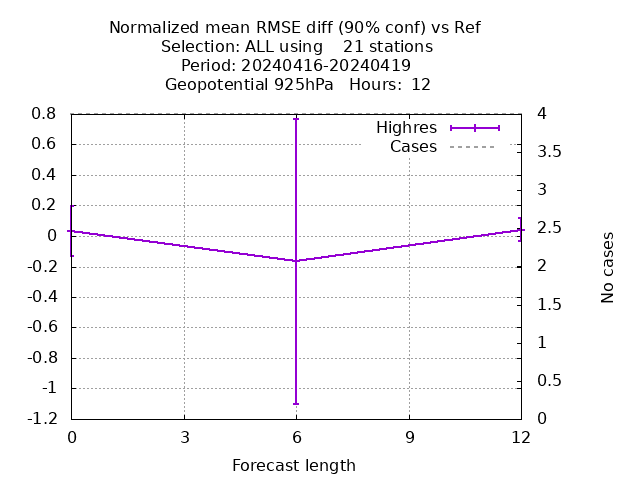 Normalized mean RMSE diff (90% conf) vs Ref
Selection: ALL using    21 stations
Period: 20240416-20240419
Geopotential 925hPa   Hours:  12
Highres
Cases
0.8
0.6
0.4
0.2
0
-0.2
-0.4
-0.6
-0.8
-1
-1.2
4
3.5
3
2.5
2
1.5
1
0.5
0
No cases
0 3 6 9 12
Forecast length